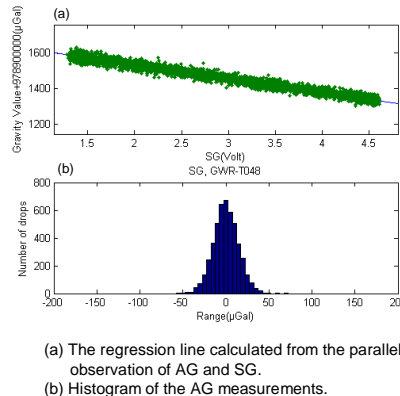 (a)
Gravity Value+97890000(µGal)
1600
1400
1200
1.5 2 2.5 3 3.5 4 4.5
SG(Volt)
(b)
SG, GWR-T048
Number of drops
800
600
400
200
0
-200 -150 -100 -50 0 50 100 150 200
Range(µGal)
(a) The regression line calculated from the parallel
observation of AG and SG.
(b) Histogram of the AG measurements.